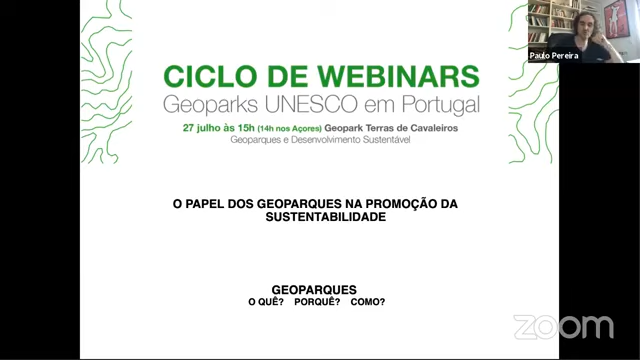 Paulo Pereira
CICLO DE WEBINARS
Geoparks UNESCO em Portugal
27 julho às 15h (14h nos Açores) Geopark Terras de Cavaleiros
Geoparques e Desenvolvimento Sustentável
O PAPEL DOS GEOPARQUES NA PROMOÇÃO DA
SUSTENTABILIDADE
GEOPARQUES
O QUÊ? PORQUÊ? COMO?
zoom